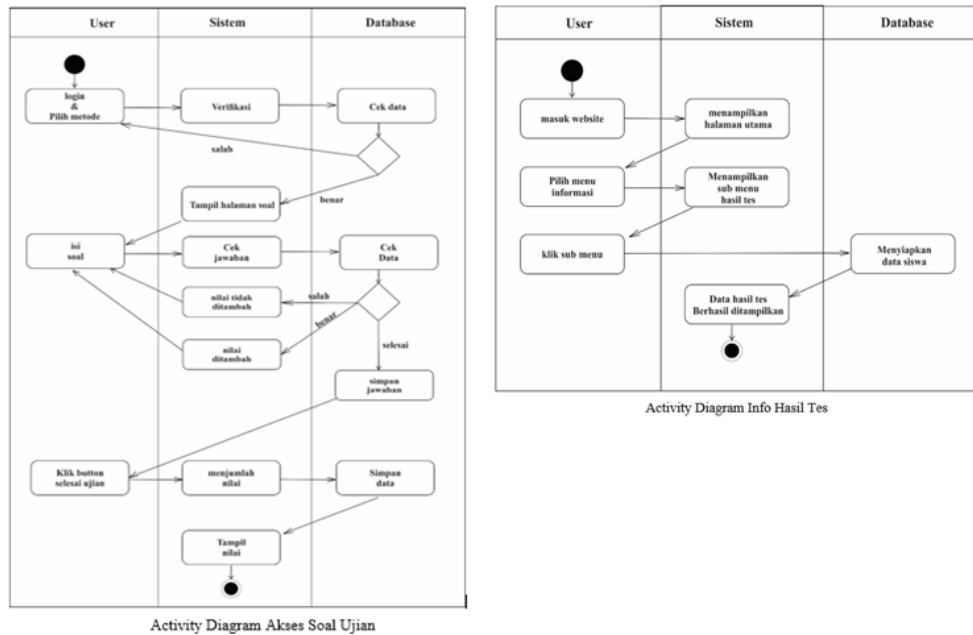 User Sistem Database
login
&
Pilih metode
Verifikasi
Cek data
salah
benar
Tampil halaman soal
isi
soal
Cek
jawaban
Cek
Data
nilai tidak
ditambah
salah
benar
nilai
ditambah
selesai
simpan
jawaban
Klik button
selesai ujian
menjumlah
nilai
Simpan
data
Tampil
nilai
Activity Diagram Akses Soal Ujian
User Sistem Database
masuk website
menampilkan
halaman utama
Pilih menu
informasi
Menampilkan
sub menu
hasil tes
klik sub menu
Menyiapkan
data siswa
Data hasil tes
Berhasil ditampilkan
Activity Diagram Info Hasil Tes